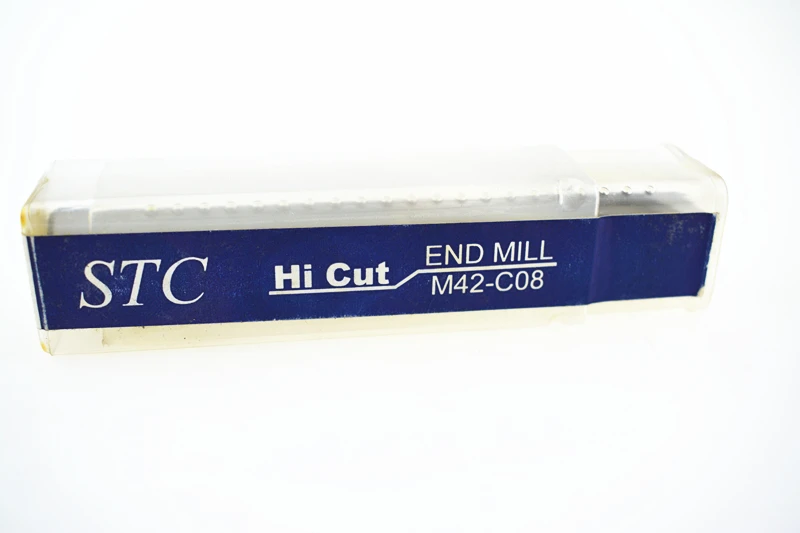 STC
Hi Cut
END MILL
M42-C08